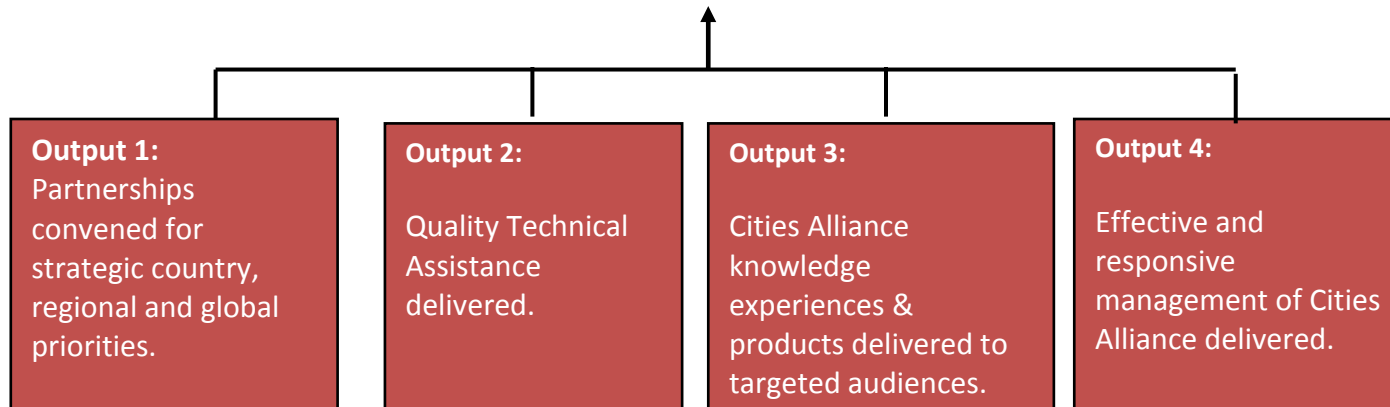 Output 1:
Partnerships
convened for
strategic country,
regional and global
priorities.
Output 2:
Quality Technical
Assistance
delivered.
Output 3:
Cities Alliance
knowledge
experiences &
products delivered to
targeted audiences.
Output 4:
Effective and
responsive
management of Cities
Alliance delivered.